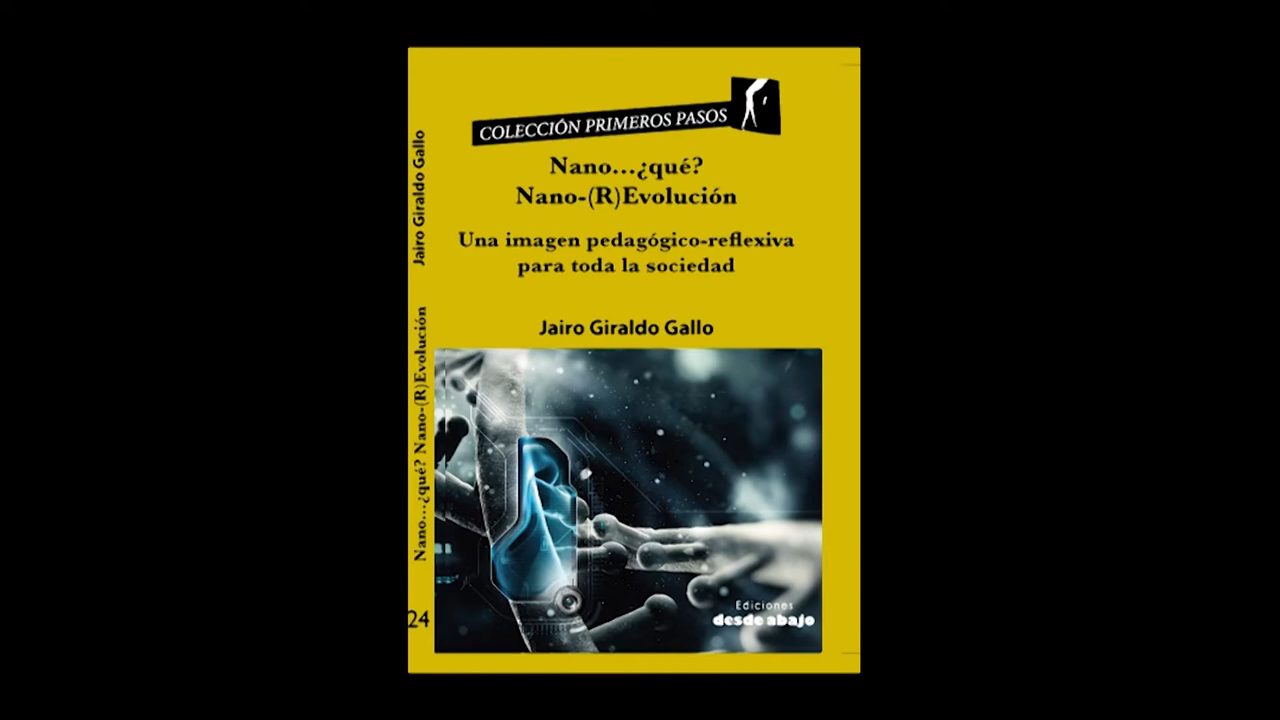 COLECCIÓN PRIMEROS PASOS
Nano...¿qué?
Nano-(R)Evolución
Una imagen pedagógico-reflexiva
para toda la sociedad
Jairo Giraldo Gallo
Ediciones
desde abajo
Jairo Giraldo Gallo
Nano...¿qué? Nano-(R)Evolución
24